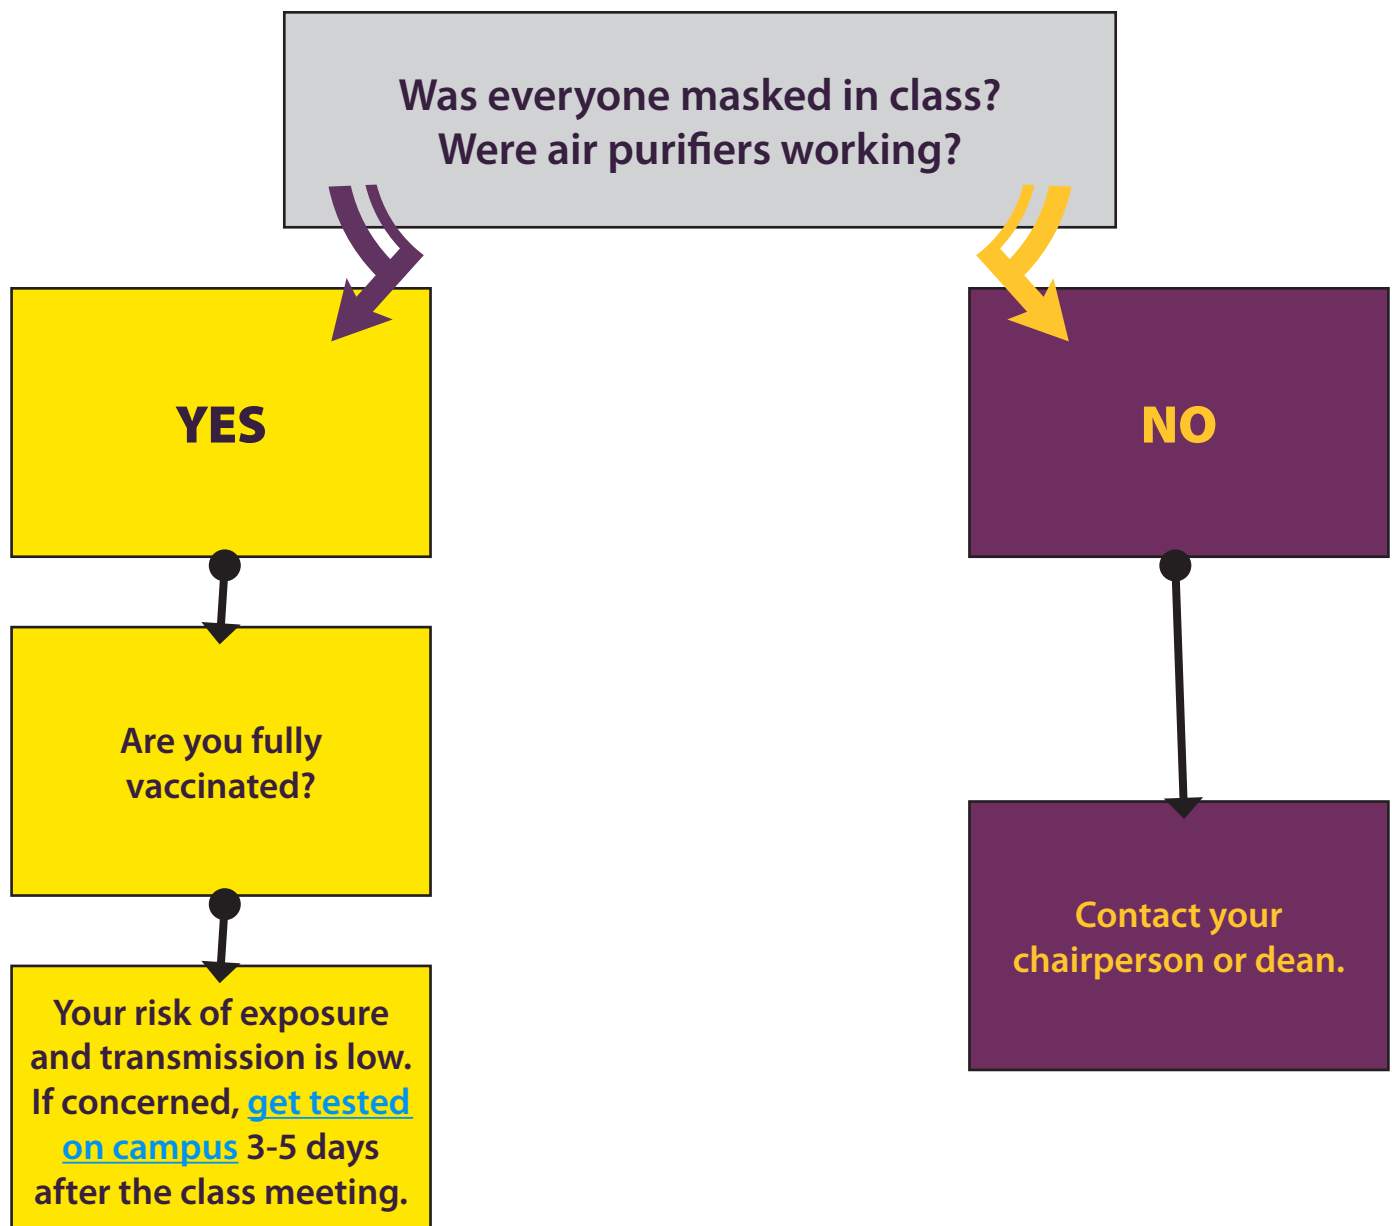 Was everyone masked in class?
Were air purifiers working?
YES
NO
Are you fully
vaccinated?
Contact your
chairperson or dean.
Your risk of exposure
and transmission is low.
If concerned, get tested
on campus 3-5 days
after the class meeting.